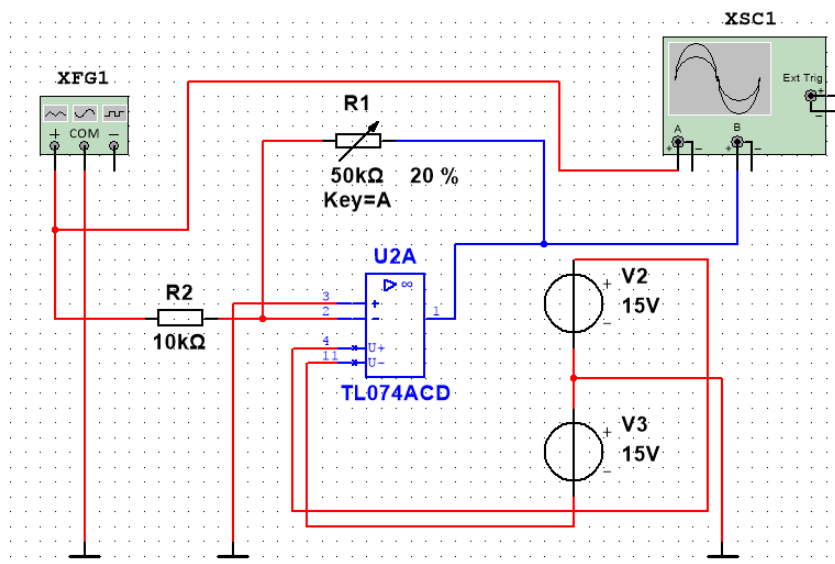 XSC1
XFG1
Ext Trig
+
−
+ COM −
A B
+ − + −
R1
50kΩ 20 %
Key=A
U2A
▷ ∞
R2
10kΩ
3 +
2 −
1
4 U+
11 U−
TL074ACD
+ V2
15V
−
+ V3
15V
−